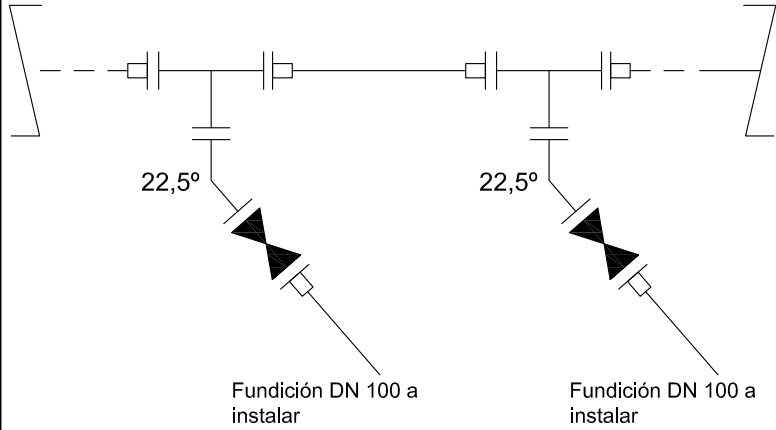 22,5º
22,5º
Fundición DN 100 a
instalar
Fundición DN 100 a
instalar